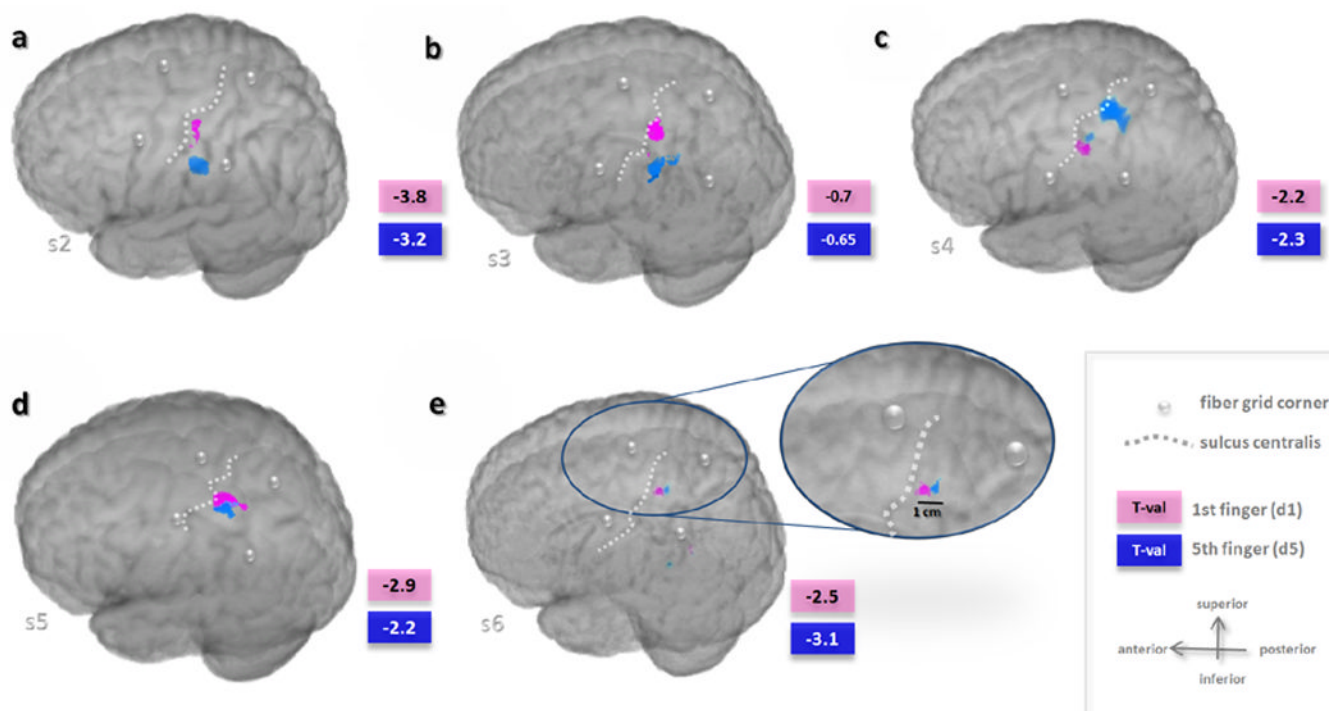 a
b
c
-3.8
-3.2
s2
-0.7
-0.65
s3
-2.2
-2.3
s4
d
e
1 cm
-2.9
-2.2
s5
-2.5
-3.1
s6
fiber grid corner
sulcus centralis
T-val 1st finger (d1)
T-val 5th finger (d5)
superior
anterior posterior
inferior